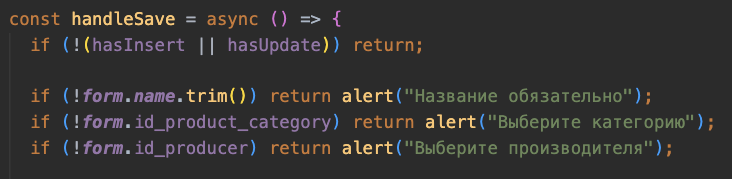 const handleSave = async () => {
if (!(hasInsert || hasUpdate)) return;
if (!form.name.trim()) return alert("Название обязательно");
if (!form.id_product_category) return alert("Выберите категорию");
if (!form.id_producer) return alert("Выберите производителя");